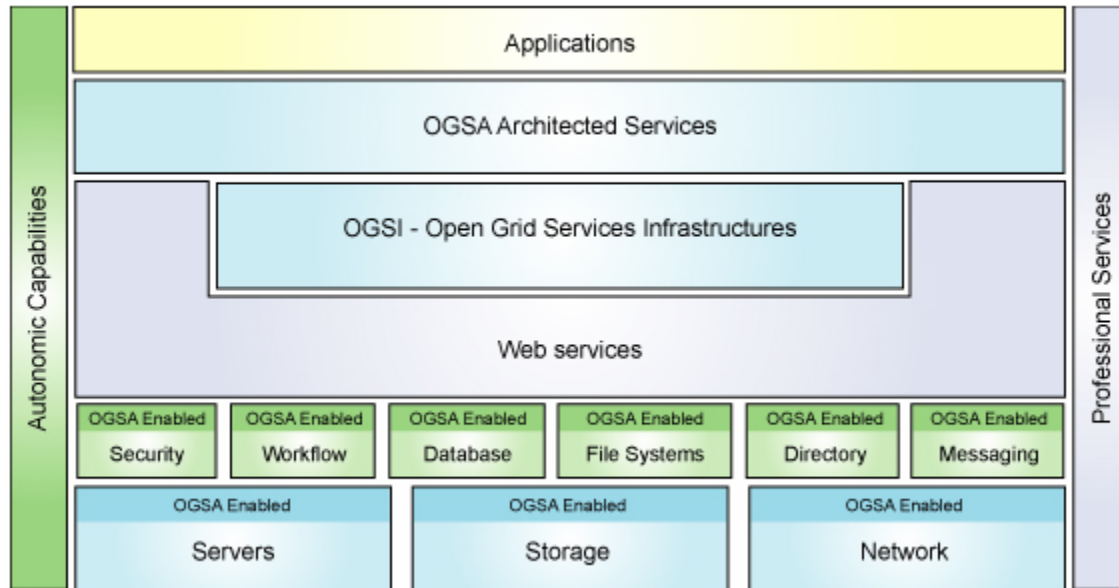 Autonomic Capabilities
Applications
OGSA Architected Services
OGSI - Open Grid Services Infrastructures
Web services
OGSA Enabled
Security
OGSA Enabled
Workflow
OGSA Enabled
Database
OGSA Enabled
File Systems
OGSA Enabled
Directory
OGSA Enabled
Messaging
OGSA Enabled
Servers
OGSA Enabled
Storage
OGSA Enabled
Network
Professional Services